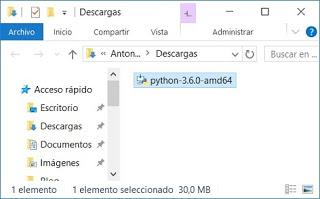 Descargas
Archivo Inicio Compartir Vista Administrar
Anton... Descargas Buscar en ...
Acceso rápido
Escritorio
Descargas
Documentos
Imágenes
python-3.6.0-amd64
1 elemento 1 elemento seleccionado 30,0 MB